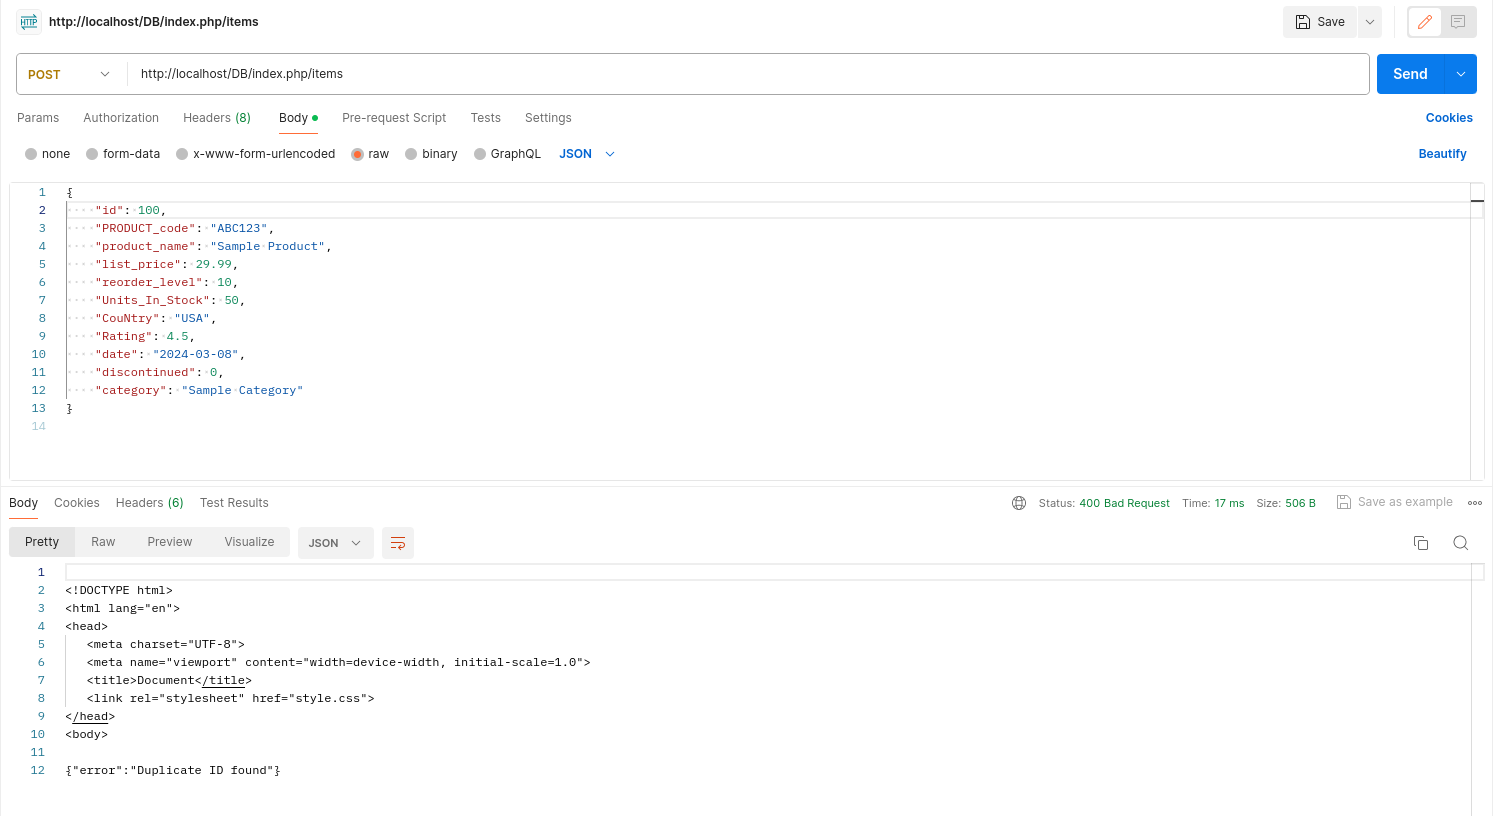 HTTP http://localhost/DB/index.php/items Save
POST http://localhost/DB/index.php/items Send
Params Authorization Headers (8) Body Pre-request Script Tests Settings Cookies
none form-data x-www-form-urlencoded raw binary GraphQL JSON Beautify
1 {
2 "id": 100,
3 "PRODUCT_code": "ABC123",
4 "product_name": "Sample Product",
5 "list_price": 29.99,
6 "reorder_level": 10,
7 "Units_In_Stock": 50,
8 "CouNtry": "USA",
9 "Rating": 4.5,
10 "date": "2024-03-08",
11 "discontinued": 0,
12 "category": "Sample Category"
13 }
14
Body Cookies Headers (6) Test Results Status: 400 Bad Request Time: 17 ms Size: 506 B Save as example
Pretty Raw Preview Visualize JSON
1
2 <!DOCTYPE html>
3 <html lang="en">
4 <head>
5 <meta charset="UTF-8">
6 <meta name="viewport" content="width=device-width, initial-scale=1.0">
7 <title>Document</title>
8 <link rel="stylesheet" href="style.css">
9 </head>
10 <body>
11
12 {"error":"Duplicate ID found"}